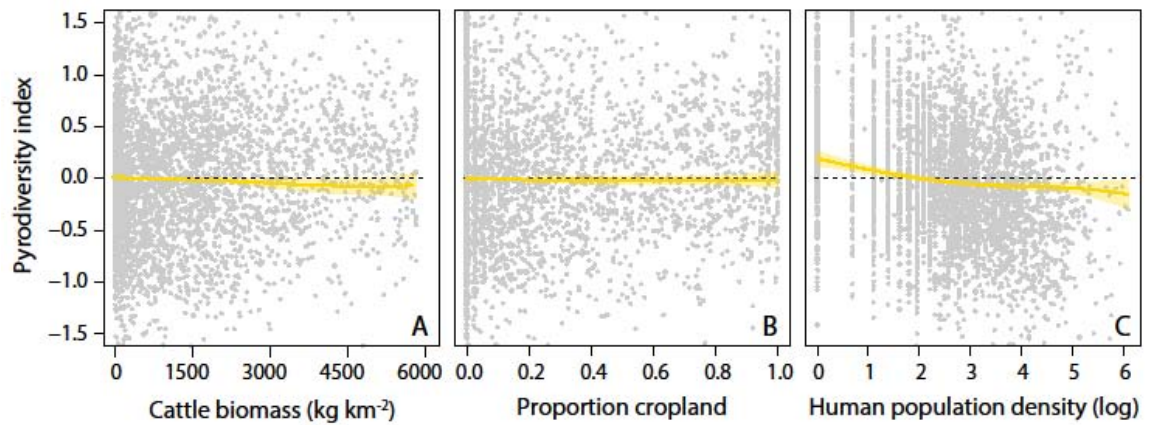 Pyrodiversity index
1.5
1.0
0.5
0.0
−0.5
−1.0
−1.5
A
B
C
0 1500 3000 4500 6000
0.0 0.2 0.4 0.6 0.8 1.0
0 1 2 3 4 5 6
Cattle biomass (kg km⁻²)
Proportion cropland
Human population density (log)